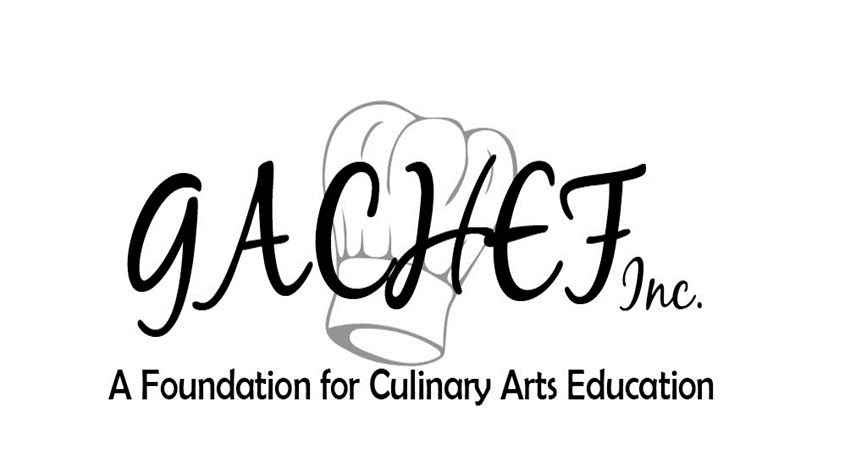 GACHEF Inc.
A Foundation for Culinary Arts Education